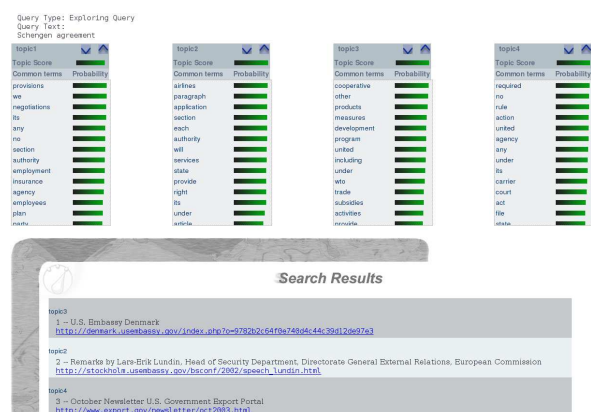 Query Type: Exploring Query
Query Text:
Schengen agreement
topic1
Topic Score
Common terms Probability
provisions
we
negotiations
its
any
no
section
authority
employment
insurance
agency
employees
plan
party
topic2
Topic Score
Common terms Probability
airlines
paragraph
application
section
each
authority
will
services
state
provide
right
its
under
article
topic3
Topic Score
Common terms Probability
cooperative
other
products
measures
development
program
united
including
under
wto
trade
subsidies
activities
provide
topic4
Topic Score
Common terms Probability
required
no
rule
action
united
agency
any
under
its
carrier
court
act
file
state
Search Results
topic3
1 – U.S. Embassy Denmark
http://denmark.usembassy.gov/index.php?o=9782b2c64f8e740d4c44c39d12de97e3
topic2
2 – Remarks by Lars-Erik Lundin, Head of Security Department, Directorate General External Relations, European Commission
http://stockholm.usembassy.gov/bsconf/2002/speech_lundin.html
topic4
3 – October Newsletter U.S. Government Export Portal
http://www.export.gov/newsletter/oct2003.html